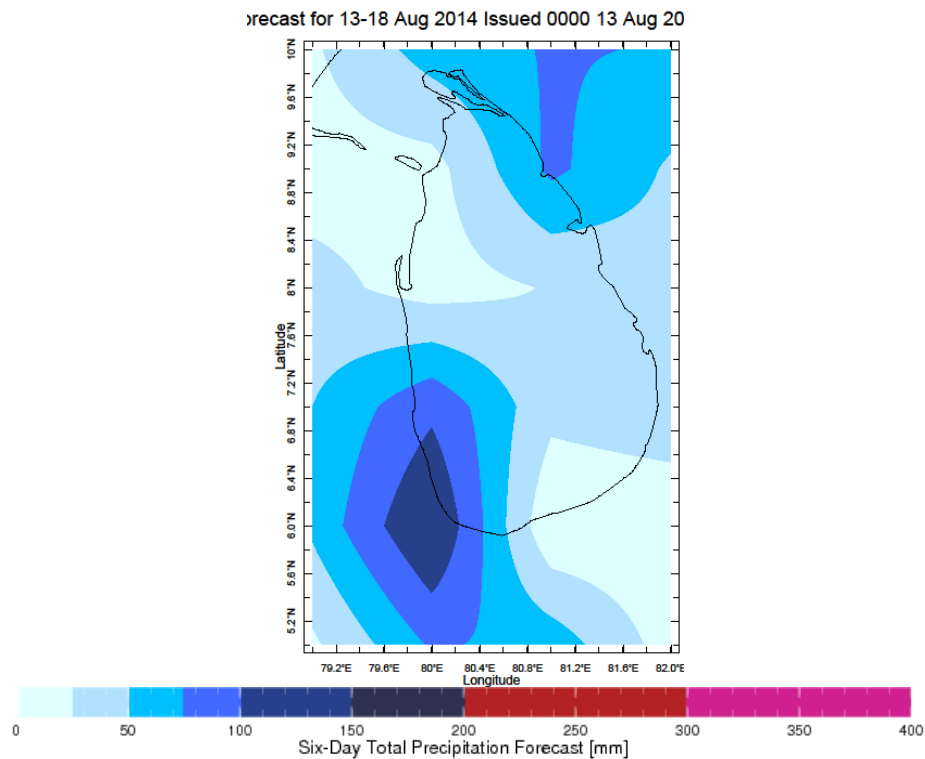 orecast for 13-18 Aug 2014 Issued 0000 13 Aug 20
10°N
9.6°N
9.2°N
8.8°N
8.4°N
8°N
7.6°N
7.2°N
6.8°N
6.4°N
6.0°N
5.6°N
5.2°N
Latitude
79.2°E 79.6°E 80°E 80.4°E 80.8°E 81.2°E 81.6°E 82.0°E
Longitude
0 50 100 150 200 250 300 350 400
Six-Day Total Precipitation Forecast [mm]